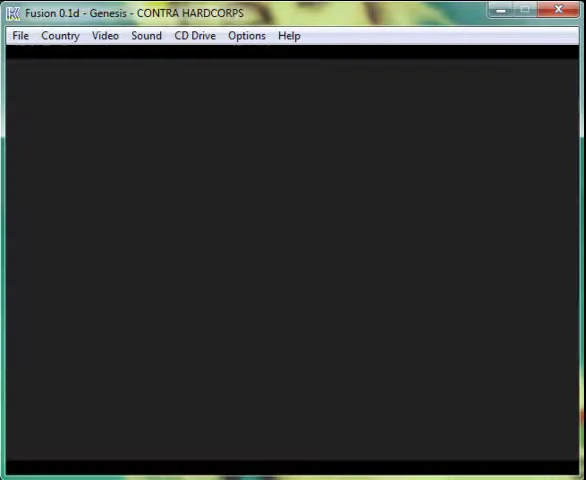 Fusion 0.1d - Genesis - CONTRA HARDCORPS
File Country Video Sound CD Drive Options Help